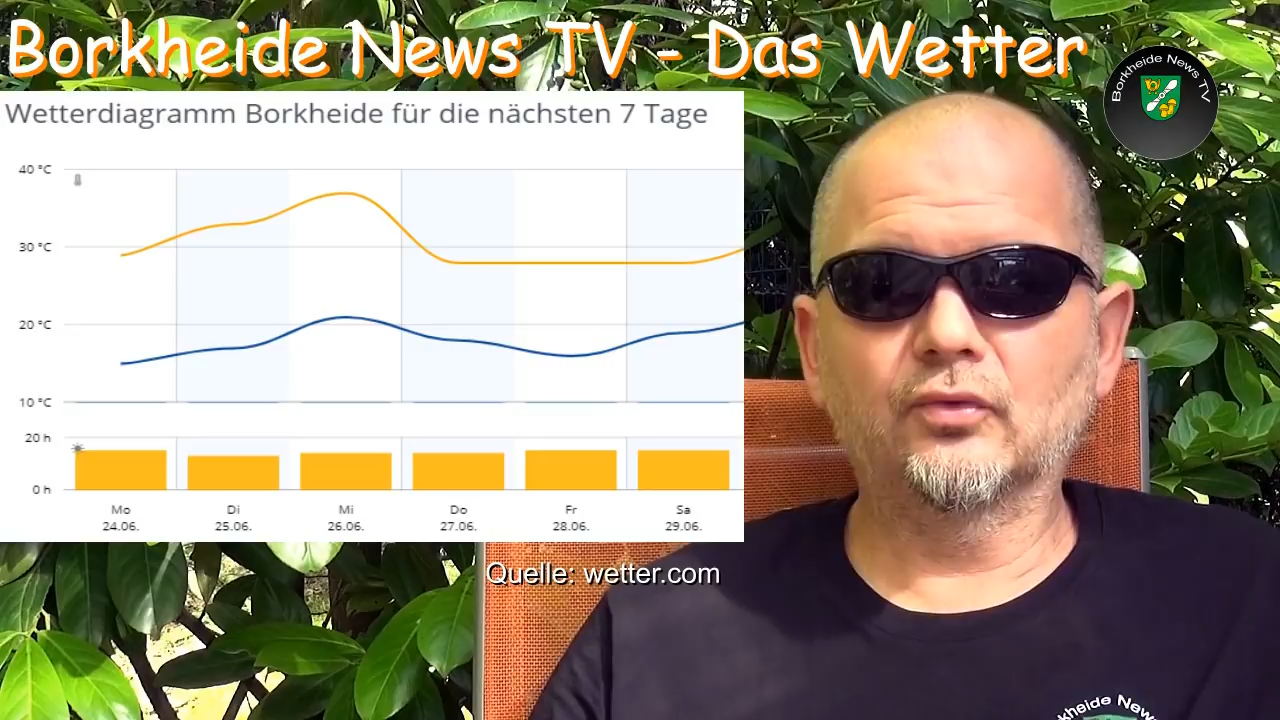 Borkheide News TV - Das Wetter
Borkheide News TV
Wetterdiagramm Borkheide für die nächsten 7 Tage
40 °C
30 °C
20 °C
10 °C
20 h
0 h
Mo Di Mi Do Fr Sa
24.06. 25.06. 26.06. 27.06. 28.06. 29.06.
Quelle: wetter.com
Borkheide News